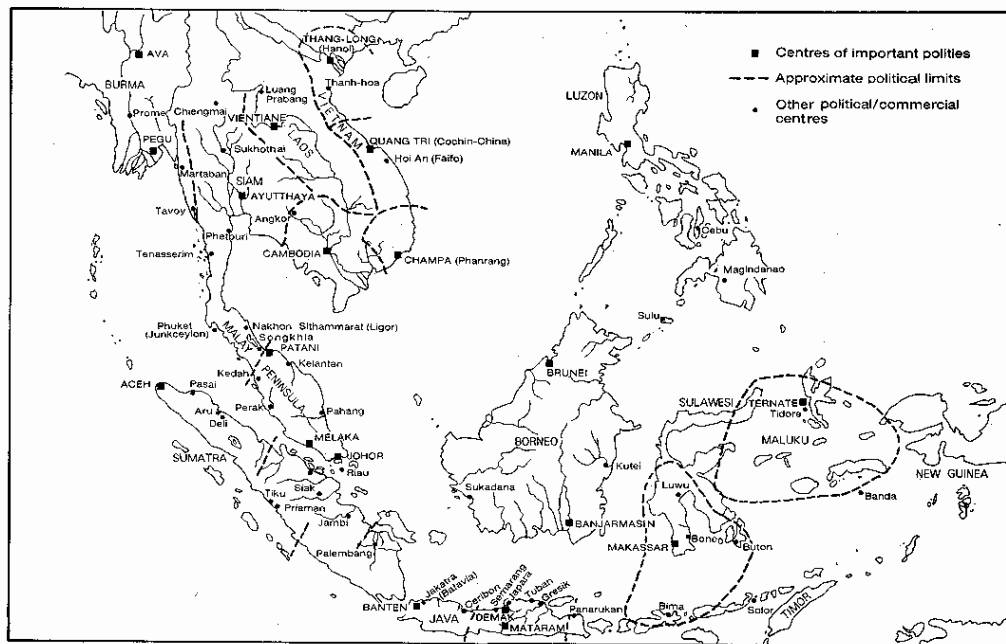 THANG-LONG
(Hanoi)
AVA
Thanh-hoa
BURMA
Luang
Prabang
Chiengmai
Prome
VIENTIANE
VIETNAM
LAOS
PEGU
Sukhothai
QUANG TRI (Cochin-China)
Hoi An (Faifo)
Martaban
SIAM
AYUTTHAYA
Tavoy
Angkor
Phetburi
Tenasserim
CAMBODIA
CHAMPA (Phanrang)
Centres of important polities
Approximate political limits
Other political/commercial
centres
LUZON
MANILA
Cebu
Magindanao
Sulu
Phuket
(Junkceylon)
Nakhon Sithammarat (Ligor)
Songkhla
PATANI
MALAY
PENINSULA
Kelantan
Kedah
ACEH
Pasai
Perak
Pahang
Aru
Deli
MELAKA
SUMATRA
JOHOR
Riau
Siak
Tiku
Priaman
Jambi
Palembang
BRUNEI
BORNEO
Kutei
Sukadana
BANJARMASIN
SULAWESI
TERNATE
Tidore
MALUKU
NEW GUINEA
Banda
Luwu
MAKASSAR
Bone
Buton
BANTEN
Jakatra
(Batavia)
JAVA
Ceribon
DEMAK
Semarang
Japara
Tuban
Gresik
MATARAM
Panarukan
Bima
Solor
TIMOR